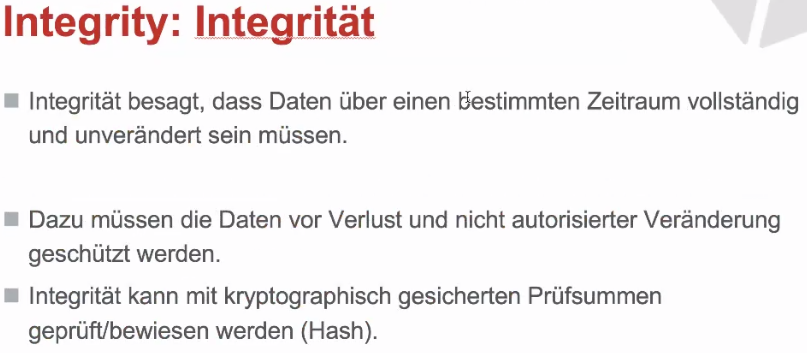 Integrity: Integrität
Integrität besagt, dass Daten über einen bestimmten Zeitraum vollständig
und unverändert sein müssen.
Dazu müssen die Daten vor Verlust und nicht autorisierter Veränderung
geschützt werden.
Integrität kann mit kryptographisch gesicherten Prüfsummen
geprüft/bewiesen werden (Hash).